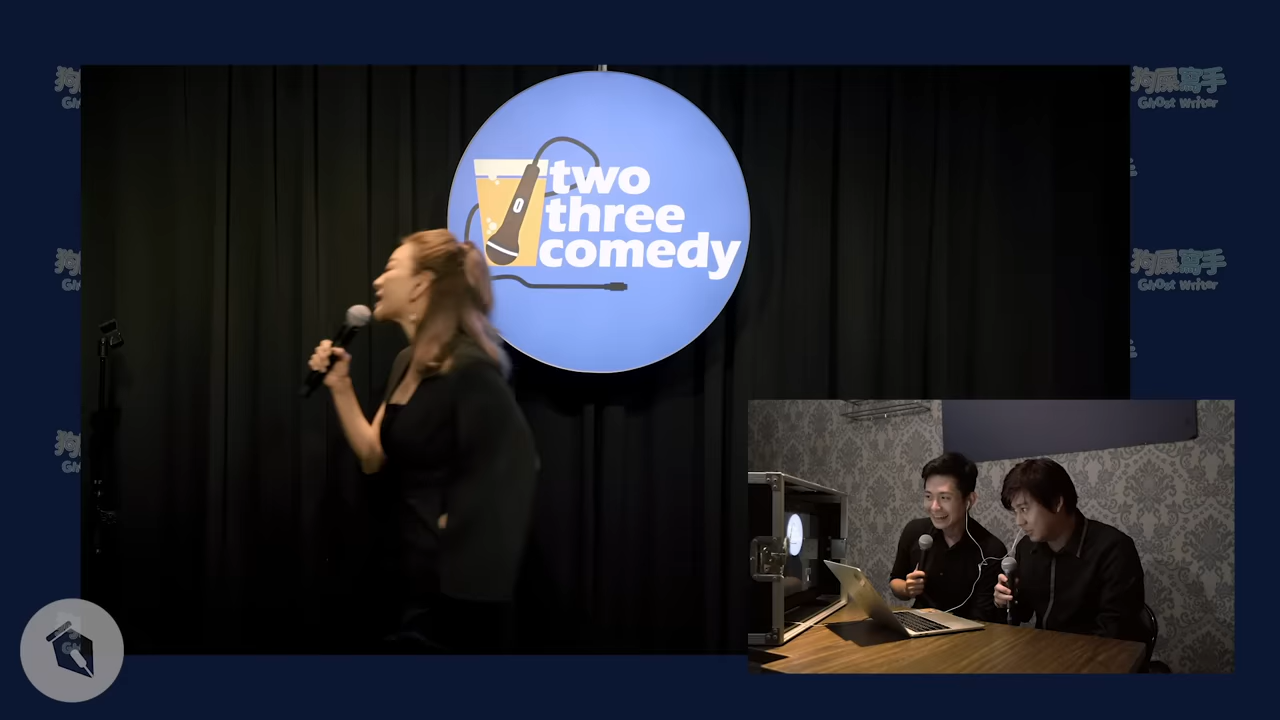 two
three
comedy
狗屎寫手
Ghost Writer
狗屎寫手
Ghost Writer